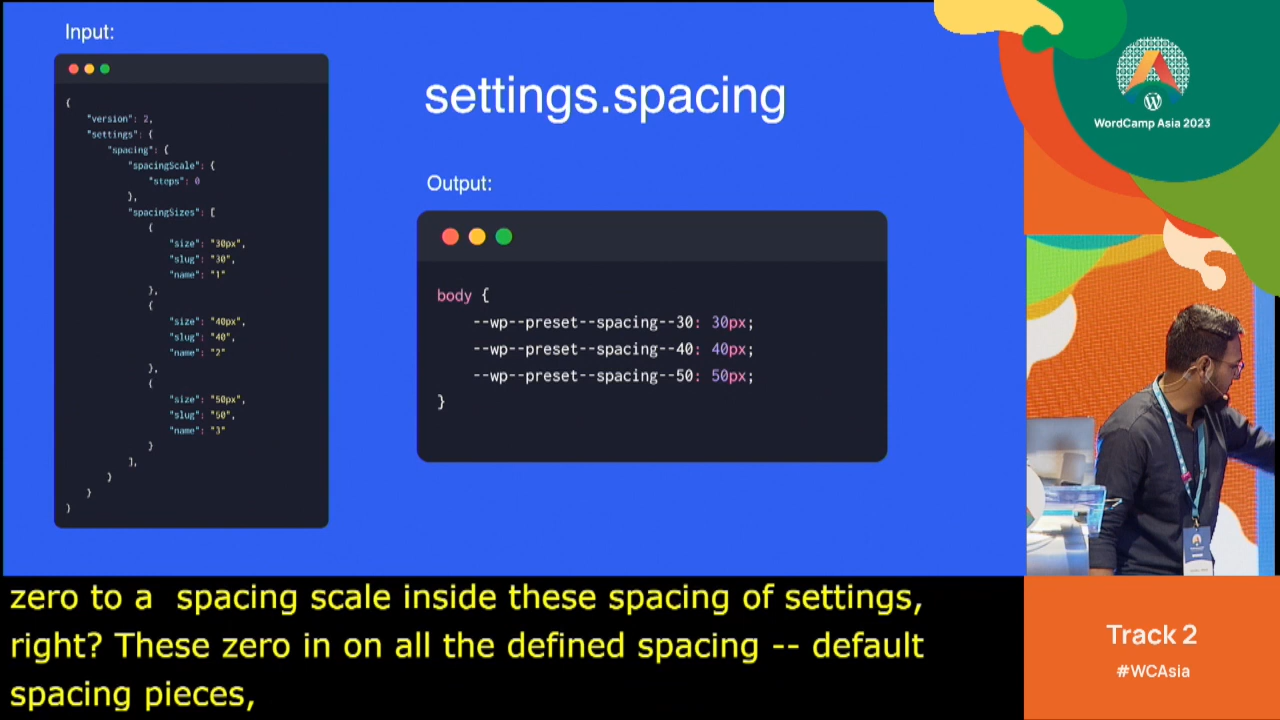 Input:
{
"version": 2,
"settings": {
"spacing": {
"spacingScale": {
"steps": 0
},
"spacingSizes": [
{
"size": "30px",
"slug": "30",
"name": "1"
},
{
"size": "40px",
"slug": "40",
"name": "2"
},
{
"size": "50px",
"slug": "50",
"name": "3"
}
],
}
}
}
settings.spacing
Output:
body {
--wp--preset--spacing--30: 30px;
--wp--preset--spacing--40: 40px;
--wp--preset--spacing--50: 50px;
}
WordCamp Asia 2023
zero to a spacing scale inside these spacing of settings,
right? These zero in on all the defined spacing -- default
spacing pieces,
Track 2
#WCAsia